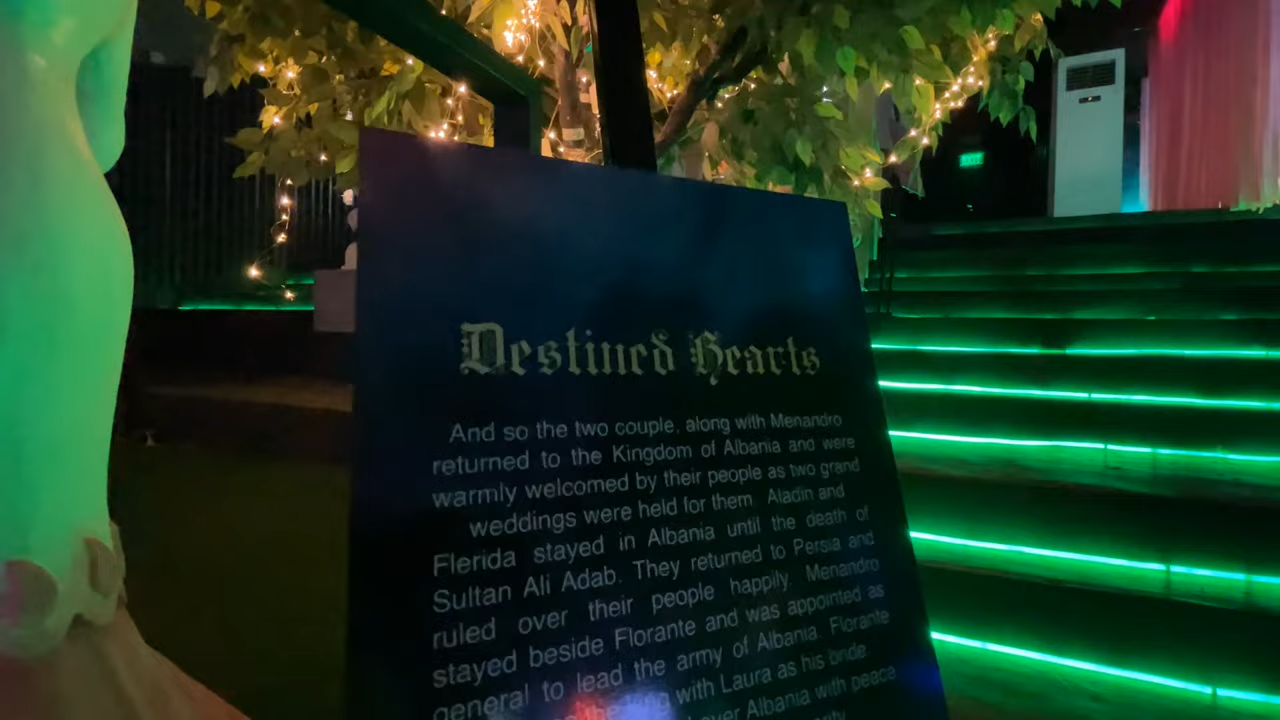 EXIT
Destined Hearts
And so the two couple, along with Menandro
returned to the Kingdom of Albania and were
warmly welcomed by their people as two grand
weddings were held for them. Aladin and
Flerida stayed in Albania until the death of
Sultan Ali Adab. They returned to Persia and
ruled over their people happily. Menandro
stayed beside Florante and was appointed as
general to lead the army of Albania. Florante
with Laura as his bride.
over Albania with peace